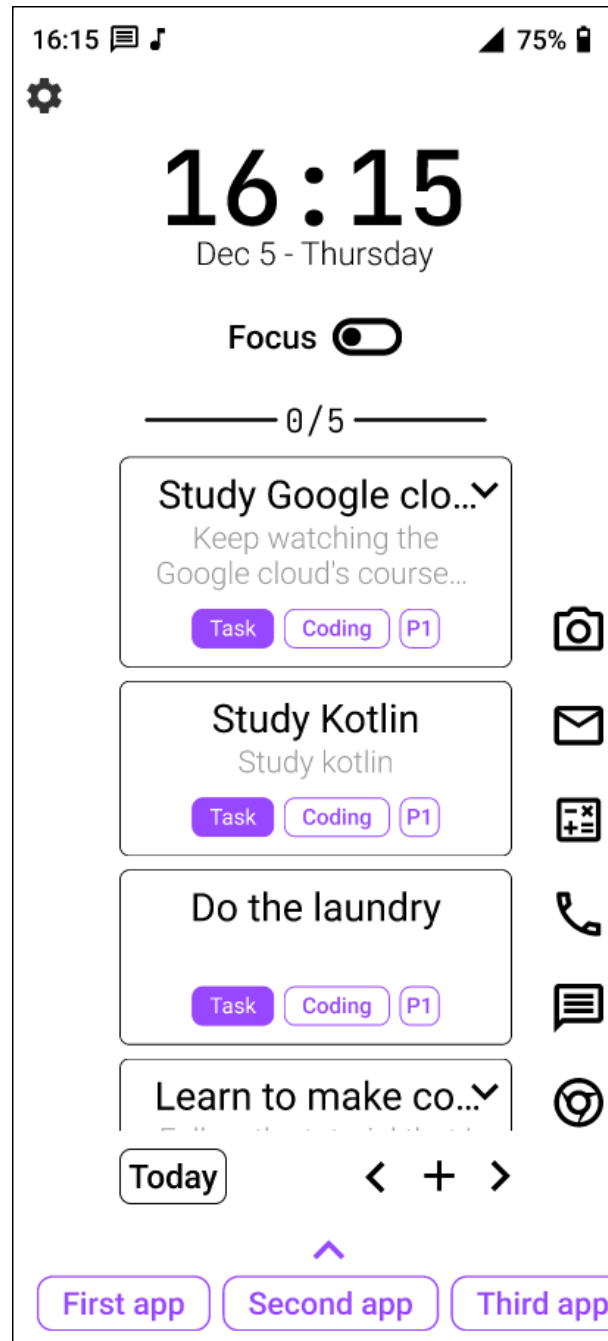 16:15
75%
16:15
Dec 5 - Thursday
Focus
0/5
Study Google clo...
Keep watching the
Google cloud's course...
Task Coding P1
Study Kotlin
Study kotlin
Task Coding P1
Do the laundry
Task Coding P1
Learn to make co...
Today
First app Second app Third app